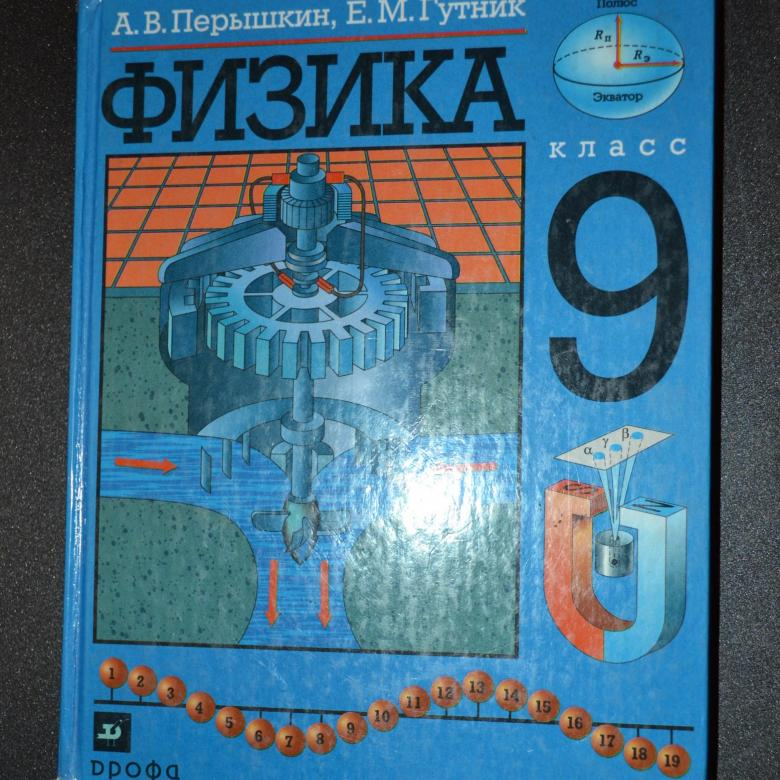 А. В. Перышкин, Е. М. Гутник
ФИЗИКА
Полюс
Rп
Rэ
Экватор
класс
9
α γ β
S N
1 2 3 4 5 6 7 8 9 10 11 12 13 14 15 16 17 18 19
дрофа